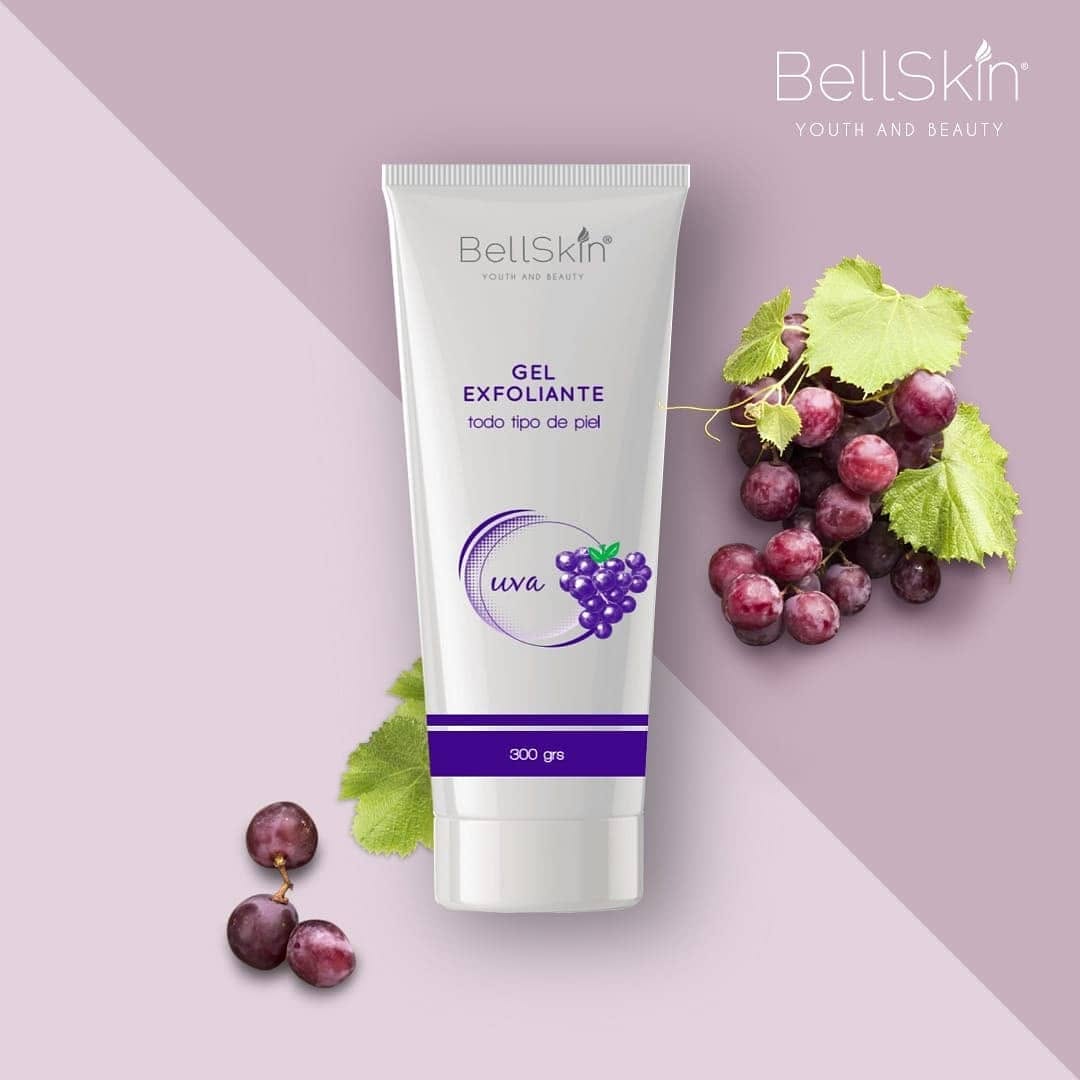 BellSkin®
YOUTH AND BEAUTY
BellSkin®
YOUTH AND BEAUTY
GEL
EXFOLIANTE
todo tipo de piel
uva
300 grs